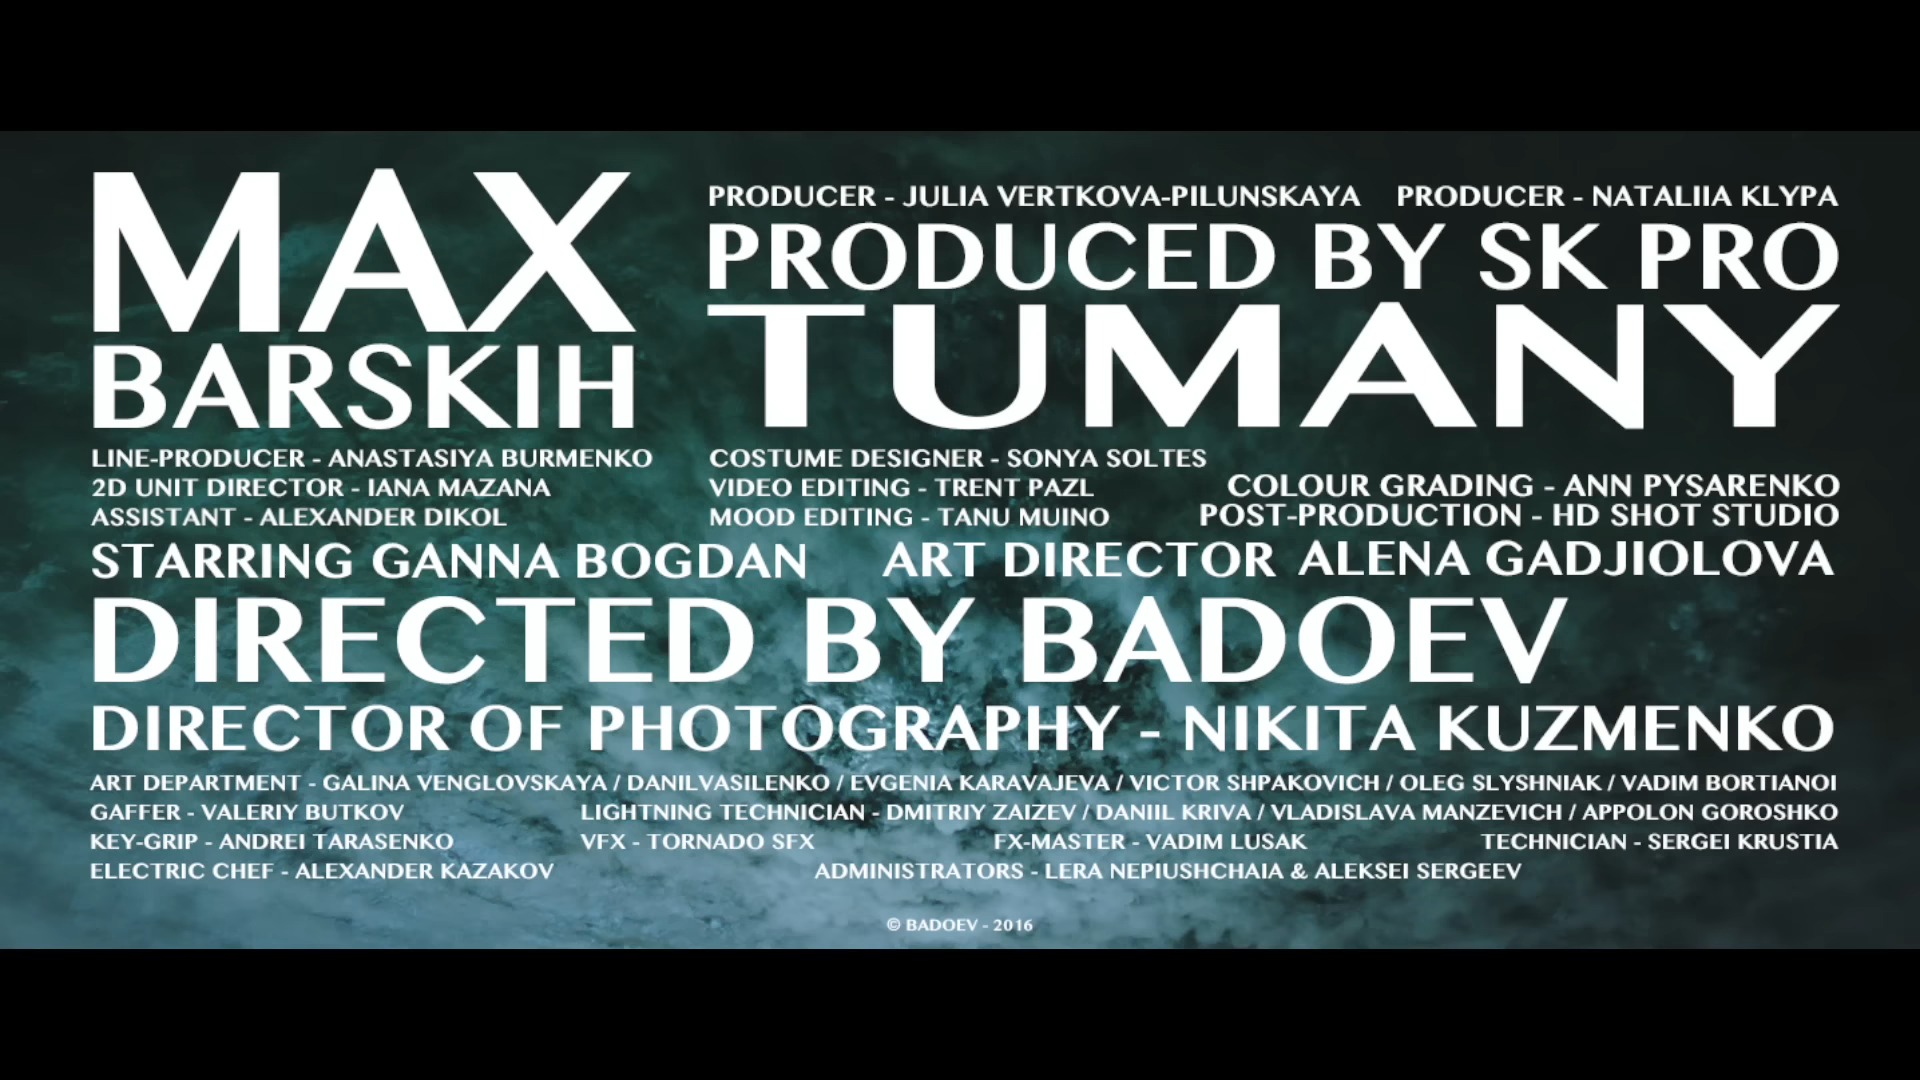 MAX
BARSKIH
PRODUCER - JULIA VERTKOVA-PILUNSKAYA PRODUCER - NATALIIA KLYPA
PRODUCED BY SK PRO
TUMANY
LINE-PRODUCER - ANASTASIYA BURMENKO
2D UNIT DIRECTOR - IANA MAZANA
ASSISTANT - ALEXANDER DIKOL
COSTUME DESIGNER - SONYA SOLTES
VIDEO EDITING - TRENT PAZL
MOOD EDITING - TANU MUINO
COLOUR GRADING - ANN PYSARENKO
POST-PRODUCTION - HD SHOT STUDIO
STARRING GANNA BOGDAN ART DIRECTOR ALENA GADJIOLOVA
DIRECTED BY BADOEV
DIRECTOR OF PHOTOGRAPHY - NIKITA KUZMENKO
ART DEPARTMENT - GALINA VENGLOVSKAYA / DANILVASILENKO / EVGENIA KARAVAJEVA / VICTOR SHPAKOVICH / OLEG SLYSHNIAK / VADIM BORTIANOI
GAFFER - VALERIY BUTKOV LIGHTNING TECHNICIAN - DMITRIY ZAIZEV / DANIIL KRIVA / VLADISLAVA MANZEVICH / APPOLON GOROSHKO
KEY-GRIP - ANDREI TARASENKO VFX - TORNADO SFX FX-MASTER - VADIM LUSAK TECHNICIAN - SERGEI KRUSTIA
ELECTRIC CHEF - ALEXANDER KAZAKOV ADMINISTRATORS - LERA NEPIUSHCHAIA & ALEKSEI SERGEEV
© BADOEV - 2016